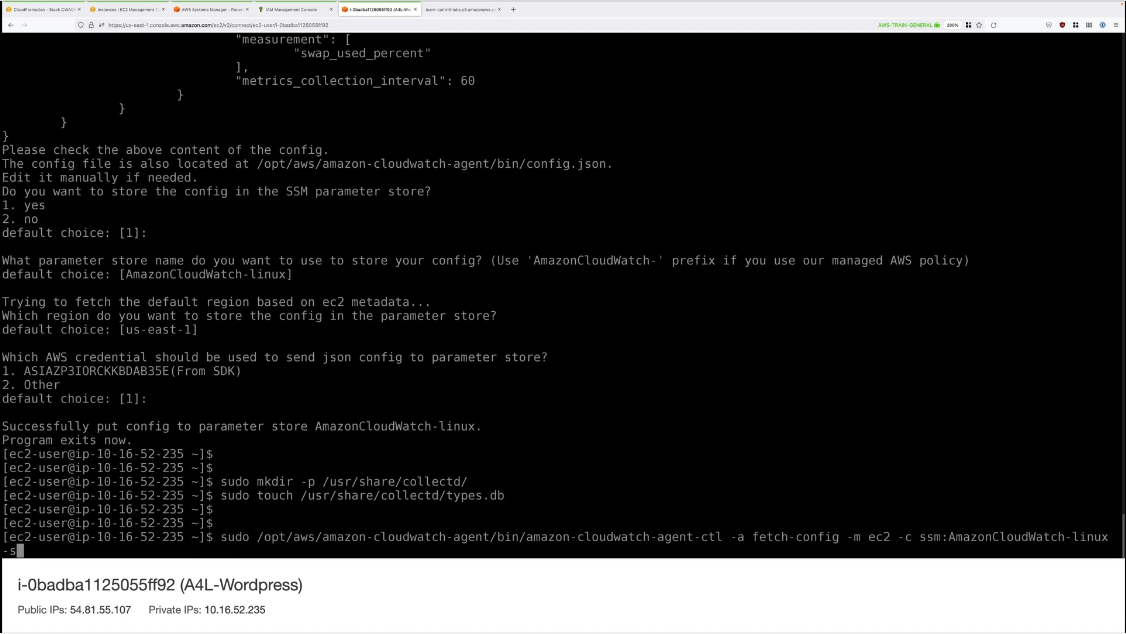 CloudFormation - Stack CWAG
Instances | EC2 Management C
AWS Systems Manager - Param
IAM Management Console
i-0badba1125055ff92 (A4L-Wo
https://us-east-1.console.aws.amazon.com/ec2/v2/connect/ec2-user/i-0badba1125055ff92
AWS-TRAIN-GENERAL
200%
"measurement": [
"swap_used_percent"
],
"metrics_collection_interval": 60
}
}
}
}
Please check the above content of the config.
The config file is also located at /opt/aws/amazon-cloudwatch-agent/bin/config.json.
Edit it manually if needed.
Do you want to store the config in the SSM parameter store?
1. yes
2. no
default choice: [1]:
What parameter store name do you want to use to store your config? (Use 'AmazonCloudWatch-' prefix if you use our managed AWS policy)
default choice: [AmazonCloudWatch-linux]
Trying to fetch the default region based on ec2 metadata...
Which region do you want to store the config in the parameter store?
default choice: [us-east-1]
Which AWS credential should be used to send json config to parameter store?
1. ASIAZP3IORCKKBDAB35E(From SDK)
2. Other
default choice: [1]:
Successfully put config to parameter store AmazonCloudWatch-linux.
Program exits now.
[ec2-user@ip-10-16-52-235 ~]$
[ec2-user@ip-10-16-52-235 ~]$
[ec2-user@ip-10-16-52-235 ~]$ sudo mkdir -p /usr/share/collectd/
[ec2-user@ip-10-16-52-235 ~]$ sudo touch /usr/share/collectd/types.db
[ec2-user@ip-10-16-52-235 ~]$
[ec2-user@ip-10-16-52-235 ~]$
[ec2-user@ip-10-16-52-235 ~]$ sudo /opt/aws/amazon-cloudwatch-agent/bin/amazon-cloudwatch-agent-ctl -a fetch-config -m ec2 -c ssm:AmazonCloudWatch-linux
-s
i-0badba1125055ff92 (A4L-Wordpress)
Public IPs: 54.81.55.107 Private IPs: 10.16.52.235